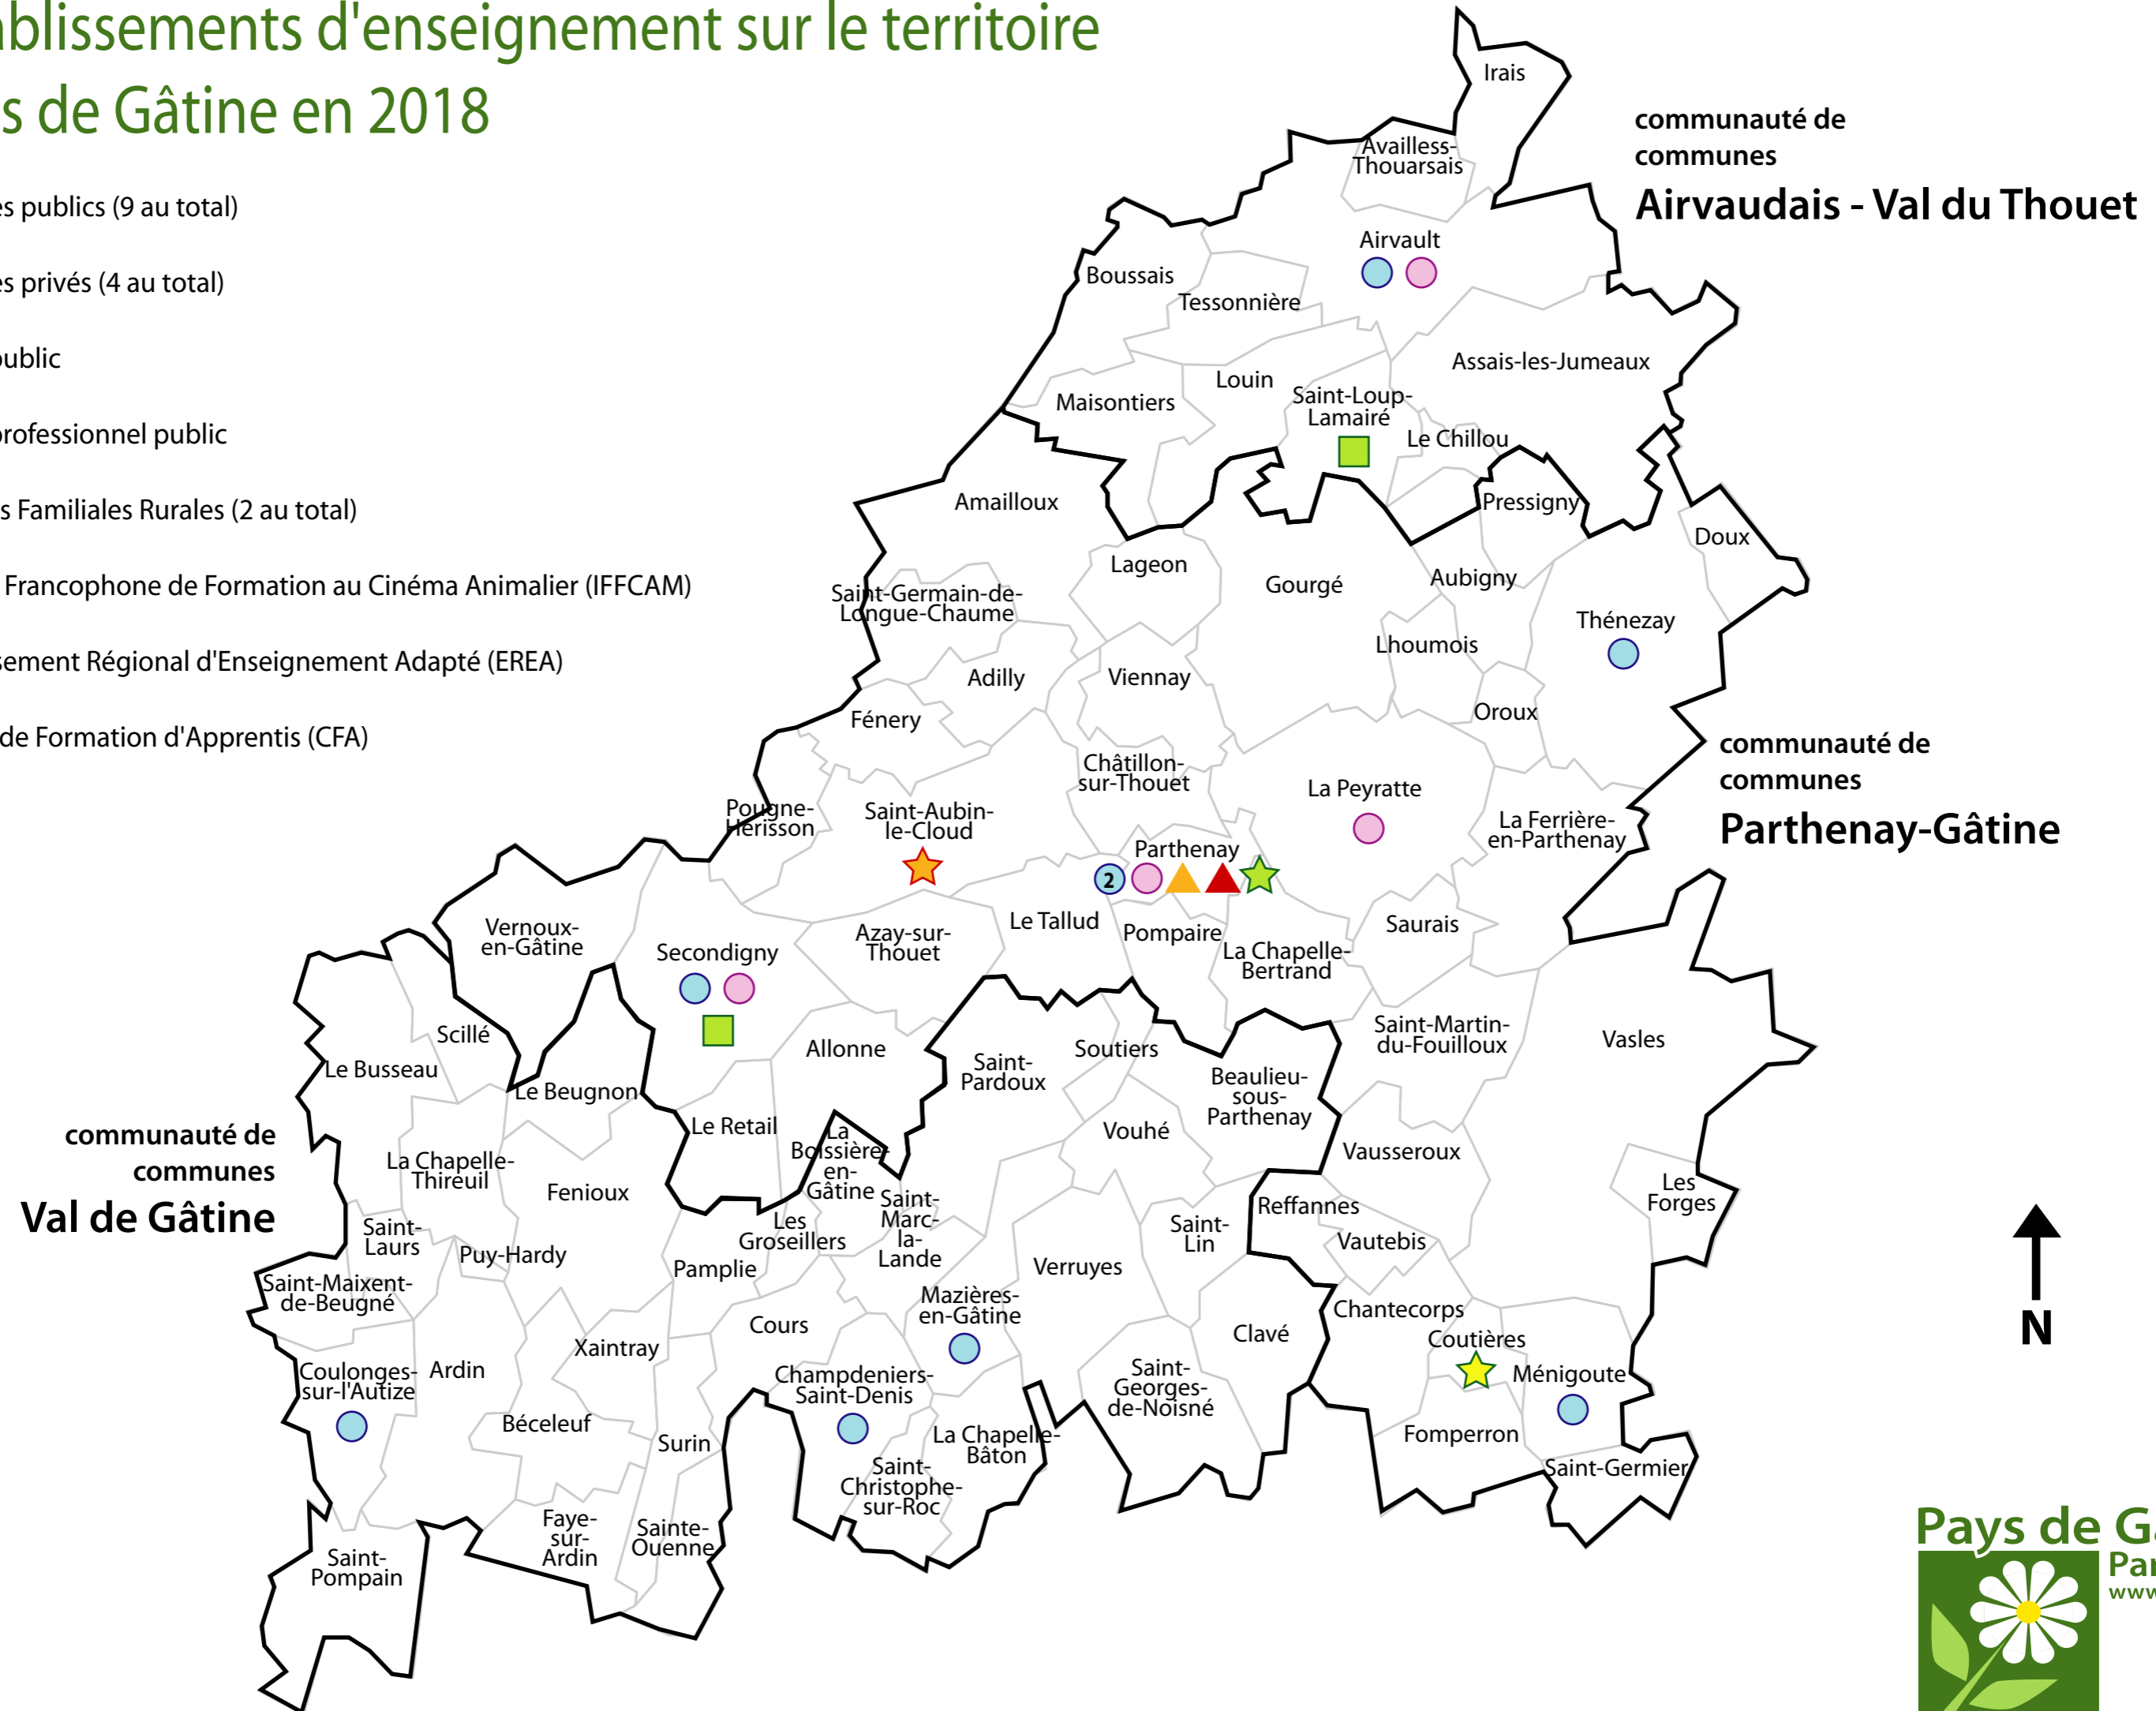 ablissements d'enseignement sur le territoire
s de Gâtine en 2018
es publics (9 au total)
es privés (4 au total)
public
professionnel public
s Familiales Rurales (2 au total)
Francophone de Formation au Cinéma Animalier (IFFCAM)
sement Régional d'Enseignement Adapté (EREA)
de Formation d'Apprentis (CFA)
communauté de
communes
Airvaudais - Val du Thouet
communauté de
communes
Parthenay-Gâtine
communauté de
communes
Val de Gâtine
Irais
Availless-
Thouarsais
Airvault
Boussais
Tessonnière
Assais-les-Jumeaux
Louin
Maisontiers
Saint-Loup-
Lamairé
Le Chillou
Pressigny
Amailloux
Doux
Lageon
Gourgé
Aubigny
Saint-Germain-de-
Longue-Chaume
Thénezay
Lhoumois
Adilly
Viennay
Fénery
Oroux
Châtillon-
sur-Thouet
La Peyratte
Pougne-
Hérisson
Saint-Aubin-
le-Cloud
La Ferrière-
en-Parthenay
Parthenay
2
Vernoux-
en-Gâtine
Secondigny
Azay-sur-
Thouet
Le Tallud
Pompaire
La Chapelle-
Bertrand
Saurais
Scillé
Le Busseau
Le Beugnon
Allonne
Saint-
Pardoux
Soutiers
Beaulieu-
sous-
Parthenay
Saint-Martin-
du-Fouilloux
Vasles
Le Retail
La
Boissière-
en-
Gâtine
Vouhé
Vausseroux
La Chapelle-
Thireuil
Fenioux
Les
Forges
Saint-
Marc-
la-
Lande
Reffannes
Saint-
Laurs
Puy-Hardy
Les
Groseillers
Saint-
Lin
Vautebis
Pamplie
Verruyes
Saint-Maixent-
de-Beugné
Mazières-
en-Gâtine
Chantecorps
Xaintray
Cours
Clavé
Coutières
Coulonges-
sur-l'Autize
Ardin
Champdeniers-
Saint-Denis
Saint-
Georges-
de-Noisné
Ménigoute
Béceleuf
Surin
La Chapelle-
Bâton
Fomperron
Saint-
Christophe-
sur-Roc
Saint-Germier
Faye-
sur-
Ardin
Sainte-
Ouenne
Saint-
Pompain
N
Pays de Gâ
Par
www